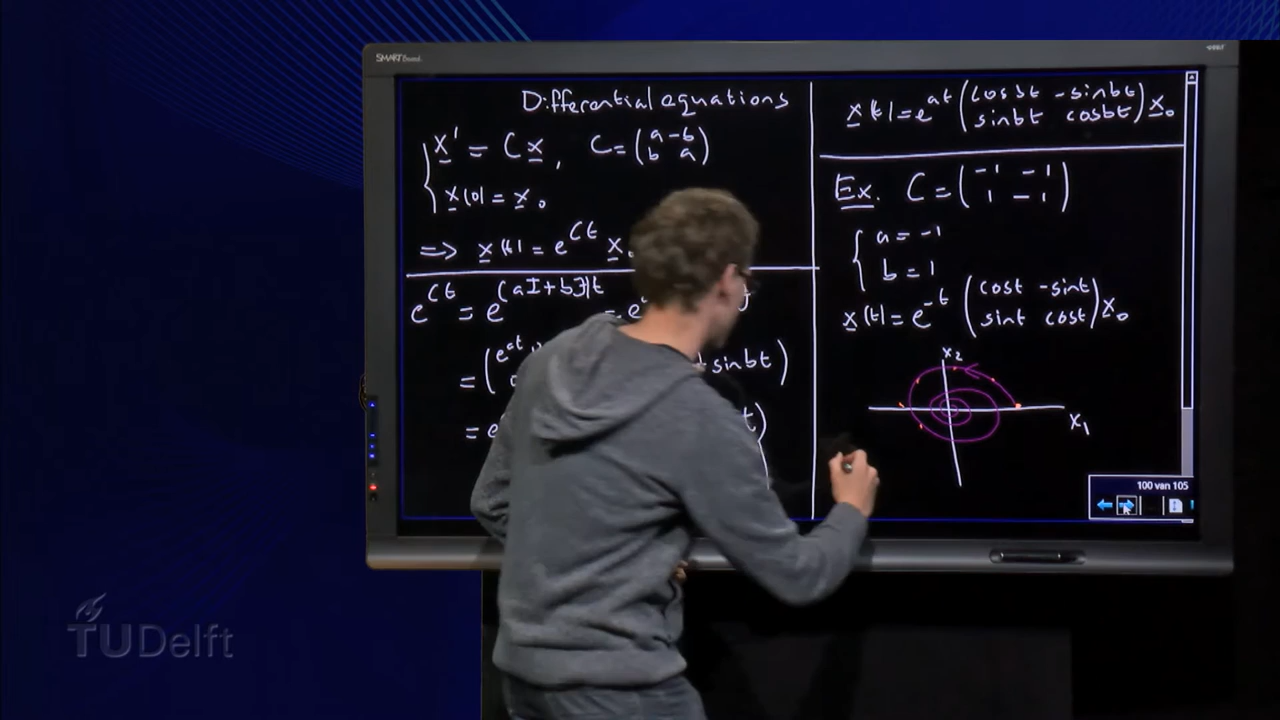 SMART Board
Differential equations
x' = Cx, C = (a -b
b a)
x(0) = x₀
=> x(t) = e^{Ct} x
e^{Ct} = e^{(aI+bJ)t} = e
= (e^{at}
sinbt)
= e
x(t) = e^{at} (cosbt -sinbt
sinbt cosbt) x₀
Ex. C = (-1 -1
1 -1)
a = -1
b = 1
x(t) = e^{-t} (cost -sint
sint cost) x₀
x₂
x₁
100 van 105
TUDelft